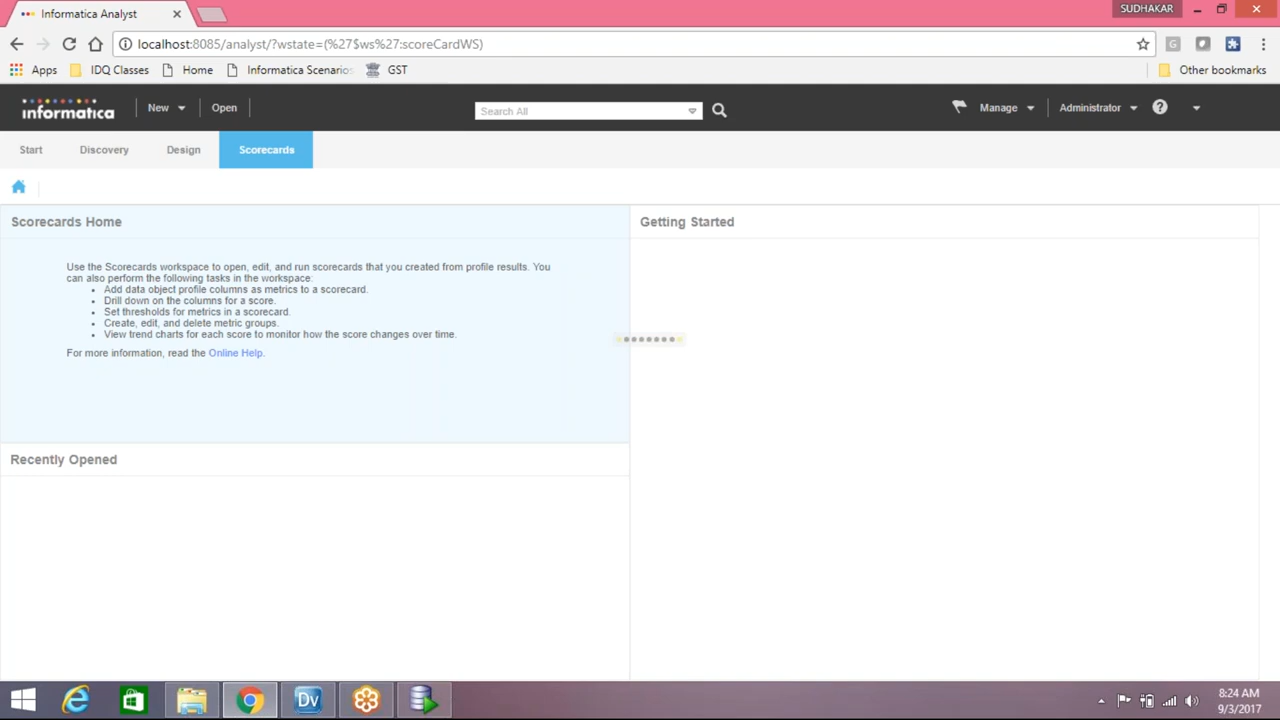 Informatica Analyst
SUDHAKAR
localhost:8085/analyst/?wstate=(%27$ws%27:scoreCardWS)
Apps IDQ Classes Home Informatica Scenarios GST Other bookmarks
informatica New Open Search All Manage Administrator ?
Start Discovery Design Scorecards
Scorecards Home
Use the Scorecards workspace to open, edit, and run scorecards that you created from profile results. You
can also perform the following tasks in the workspace:
• Add data object profile columns as metrics to a scorecard.
• Drill down on the columns for a score.
• Set thresholds for metrics in a scorecard.
• Create, edit, and delete metric groups.
• View trend charts for each score to monitor how the score changes over time.
For more information, read the Online Help.
Recently Opened
Getting Started
Dv
8:24 AM
9/3/2017